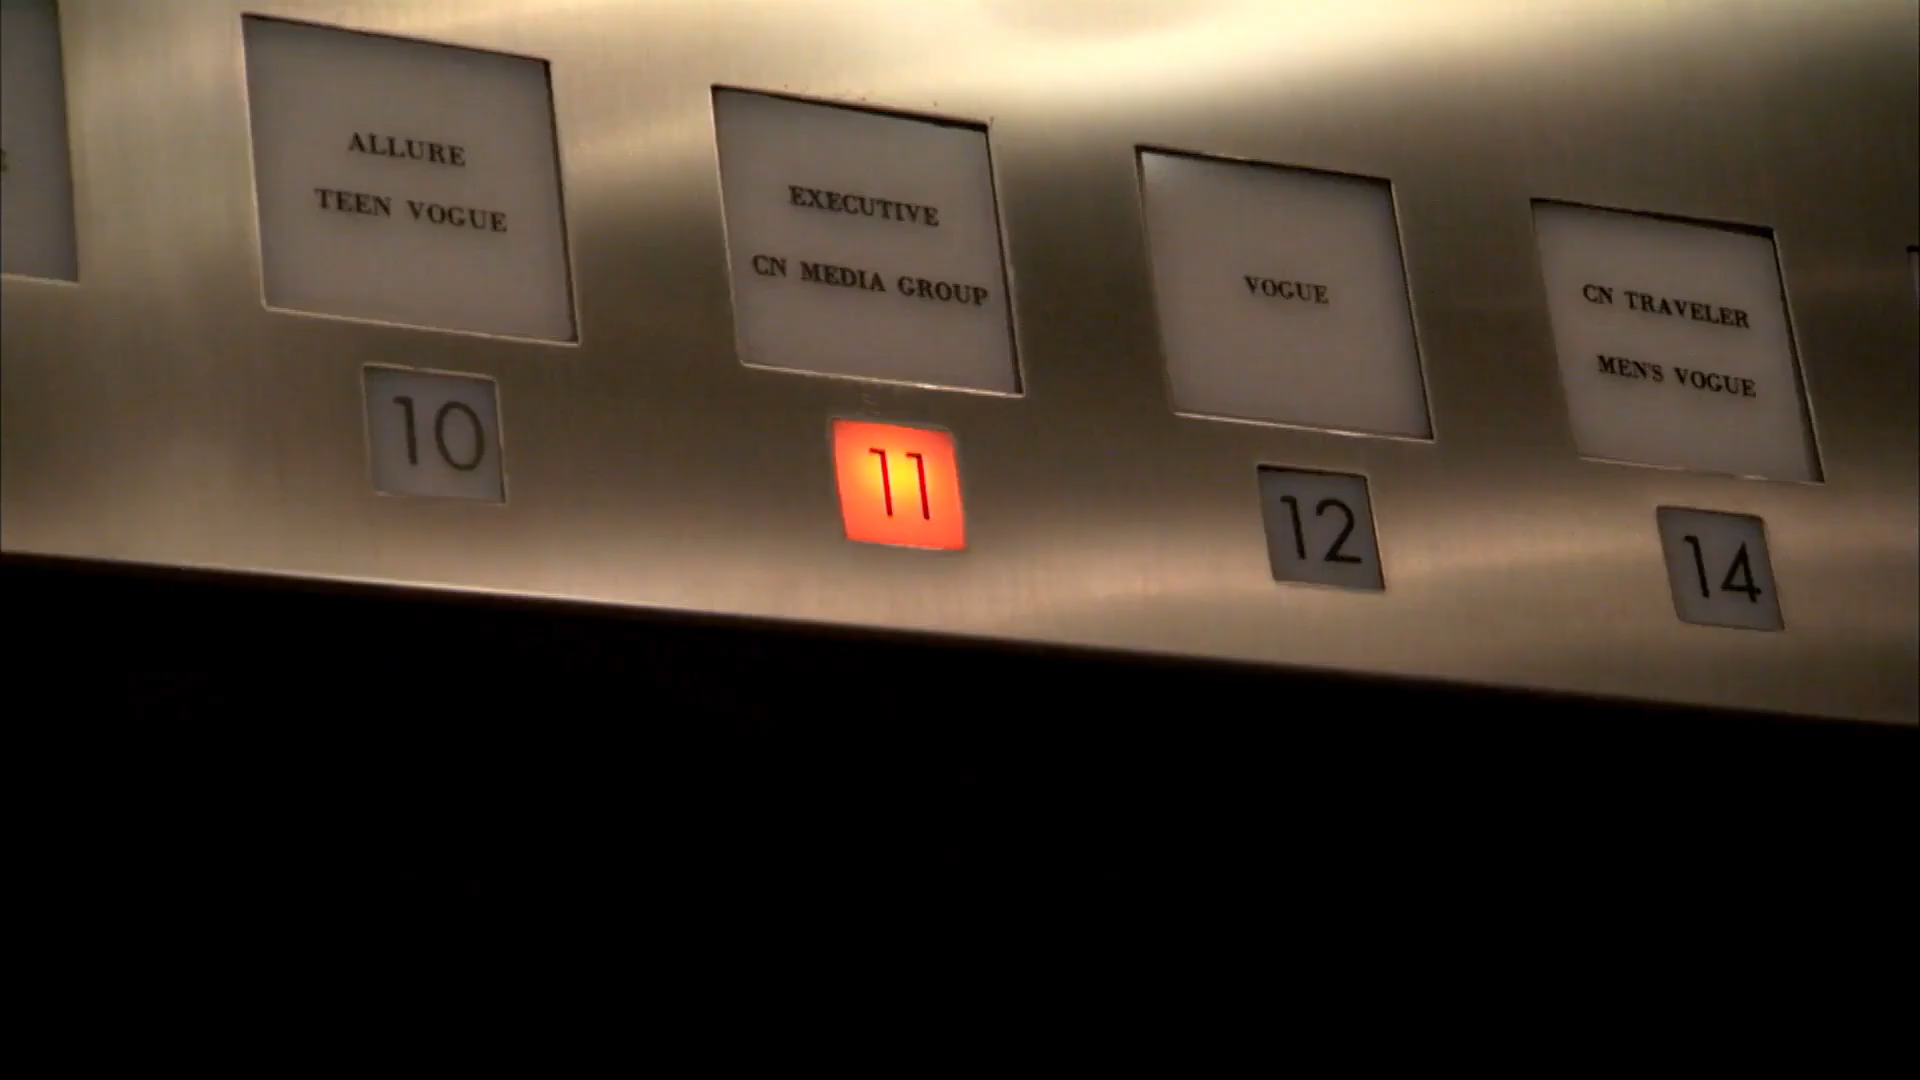 ALLURE
TEEN VOGUE
10
EXECUTIVE
CN MEDIA GROUP
11
VOGUE
12
CN TRAVELER
MEN'S VOGUE
14